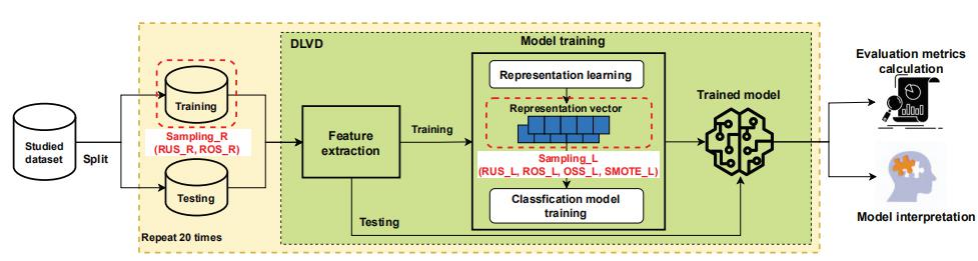 Studied
dataset
Split
Training
Sampling_R
(RUS_R, ROS_R)
Testing
Repeat 20 times
DLVD
Feature
extraction
Training
Testing
Model training
Representation learning
Representation vector
Sampling_L
(RUS_L, ROS_L, OSS_L, SMOTE_L)
Classfication model
training
Trained model
Evaluation metrics
calculation
Model interpretation